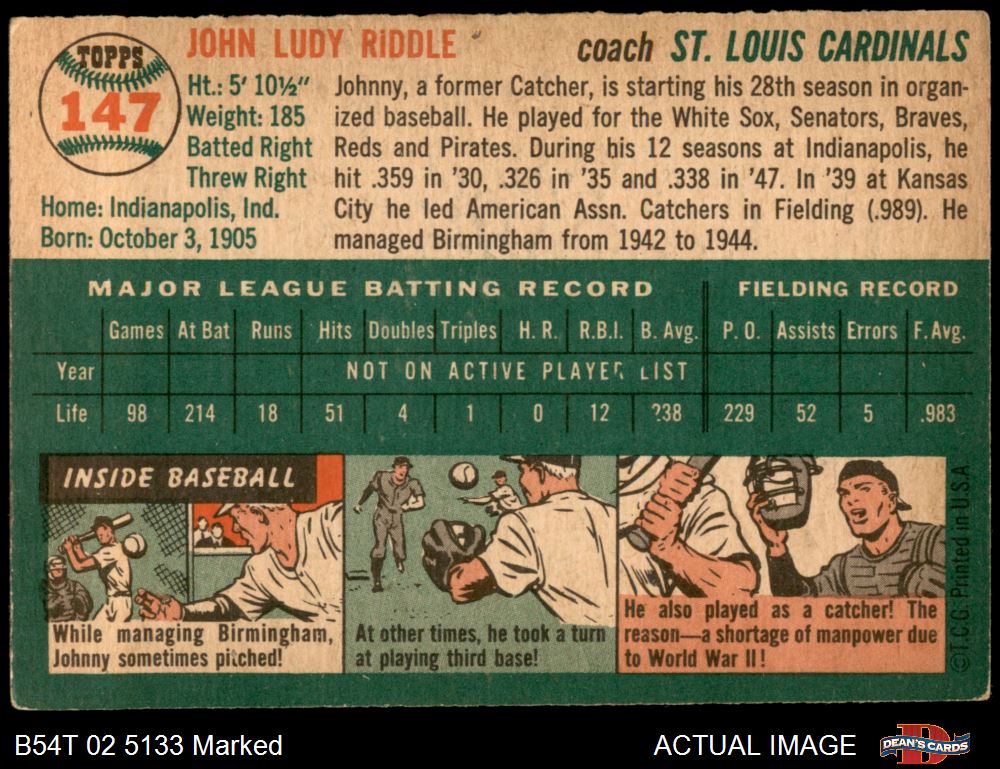 TOPPS
147
JOHN LUDY RIDDLE
coach ST. LOUIS CARDINALS
Ht.: 5' 10½"
Weight: 185
Batted Right
Threw Right
Home: Indianapolis, Ind.
Born: October 3, 1905
Johnny, a former Catcher, is starting his 28th season in organ-
ized baseball. He played for the White Sox, Senators, Braves,
Reds and Pirates. During his 12 seasons at Indianapolis, he
hit .359 in '30, .326 in '35 and .338 in '47. In '39 at Kansas
City he led American Assn. Catchers in Fielding (.989). He
managed Birmingham from 1942 to 1944.
MAJOR LEAGUE BATTING RECORD FIELDING RECORD
Games At Bat Runs Hits Doubles Triples H. R. R.B.I. B. Avg. P. O. Assists Errors F. Avg.
Year NOT ON ACTIVE PLAYER LIST
Life 98 214 18 51 4 1 0 12 238 229 52 5 .983
INSIDE BASEBALL
While managing Birmingham,
Johnny sometimes pitched!
At other times, he took a turn
at playing third base!
He also played as a catcher! The
reason—a shortage of manpower due
to World War II!
©T.C.G. Printed in U.S.A
B54T 02 5133 Marked
ACTUAL IMAGE
DEAN'S CARDS